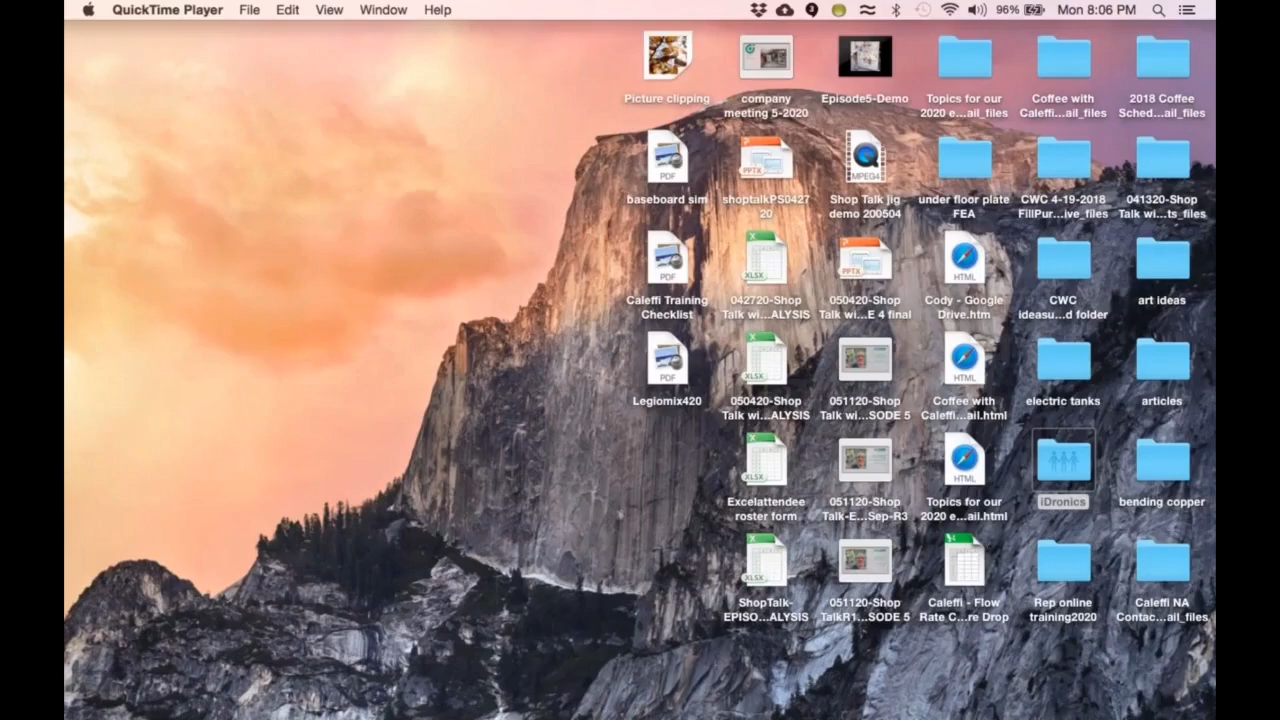 QuickTime Player File Edit View Window Help 96% Mon 8:06 PM
Picture clipping
company
meeting 5-2020
Episode5-Demo
Topics for our
2020 e...ail_files
Coffee with
Caleffi...ail_files
2018 Coffee
Sched...ail_files
PDF
baseboard sim
PPTX
shoptalkPS0427
20
MPEG4
Shop Talk jig
demo 200504
under floor plate
FEA
CWC 4-19-2018
FillPur...ive_files
041320-Shop
Talk wi...ts_files
PDF
Caleffi Training
Checklist
XLSX
042720-Shop
Talk wi...ALYSIS
PPTX
050420-Shop
Talk wi...E 4 final
HTML
Cody - Google
Drive.htm
CWC
ideasu...d folder
art ideas
PDF
Legiomix420
XLSX
050420-Shop
Talk wi...ALYSIS
051120-Shop
Talk wi...SODE 5
HTML
Coffee with
Caleffi...ail.html
electric tanks
articles
XLSX
Excelattendee
roster form
051120-Shop
Talk-E...Sep-R3
HTML
Topics for our
2020 e...ail.html
iDronics
bending copper
XLSX
ShopTalk-
EPISO...ALYSIS
051120-Shop
TalkR1...SODE 5
Caleffi - Flow
Rate C...re Drop
Rep online
training2020
Caleffi NA
Contac...ail_files